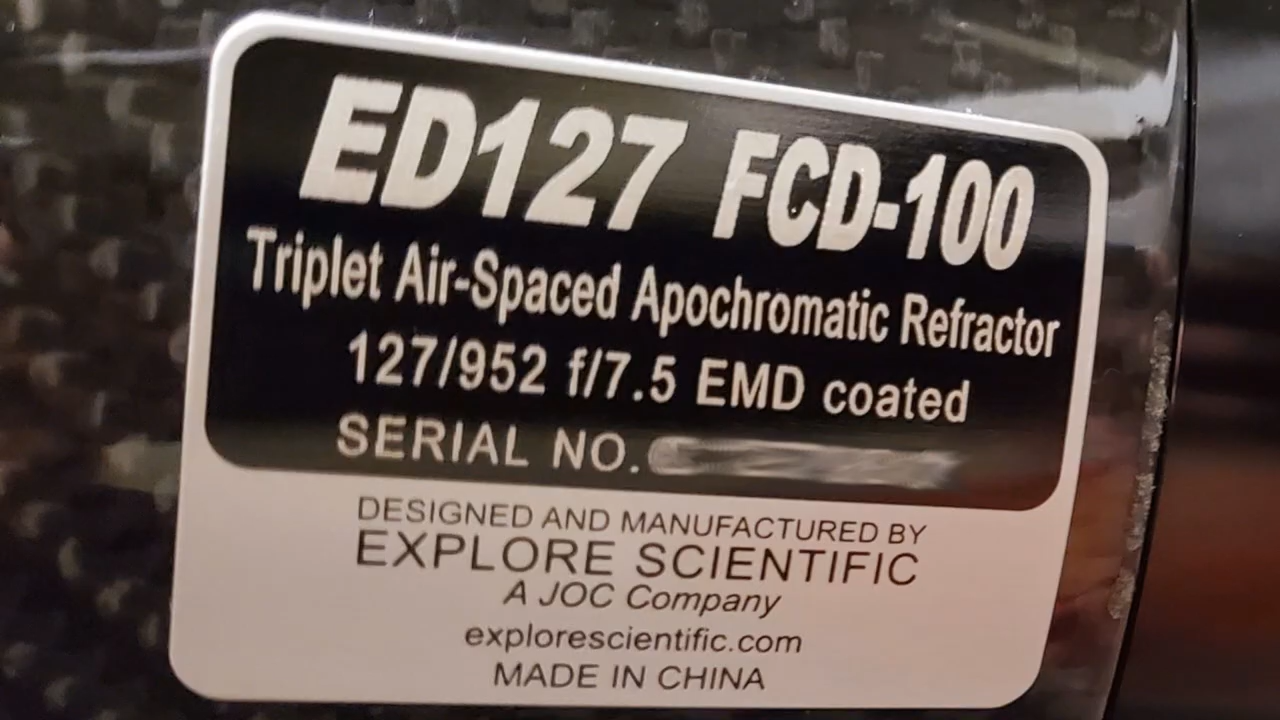 ED127 FCD-100
Triplet Air-Spaced Apochromatic Refractor
127/952 f/7.5 EMD coated
SERIAL NO.
DESIGNED AND MANUFACTURED BY
EXPLORE SCIENTIFIC
A JOC Company
explorescientific.com
MADE IN CHINA